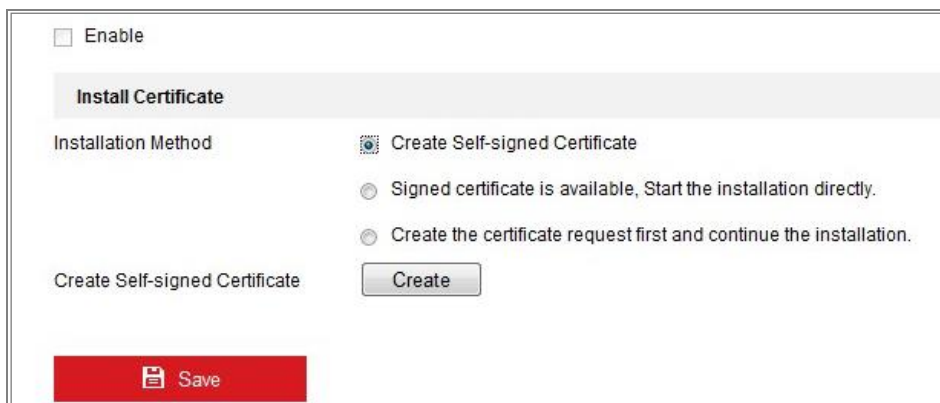 Enable
Install Certificate
Installation Method
Create Self-signed Certificate
Signed certificate is available, Start the installation directly.
Create the certificate request first and continue the installation.
Create Self-signed Certificate
Create
Save